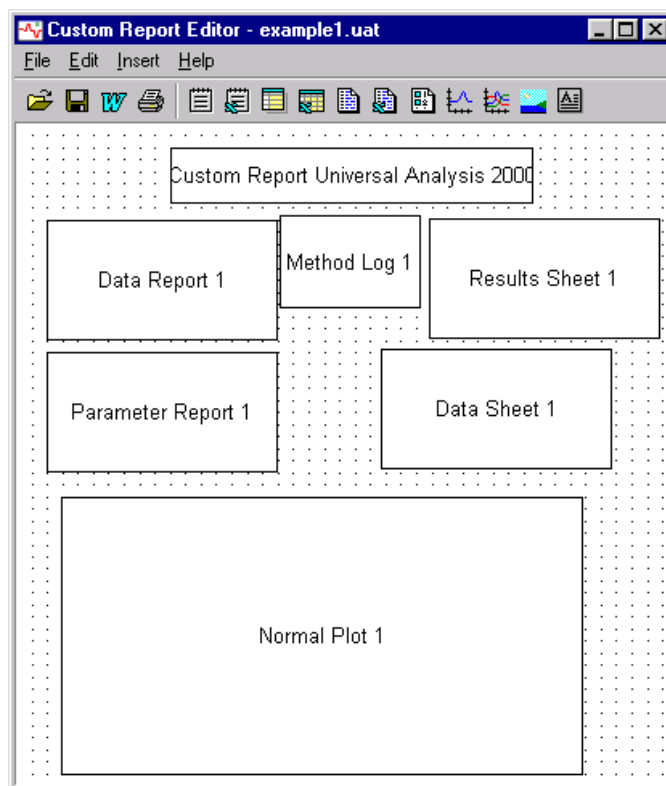 Custom Report Editor - example1.uat
File Edit Insert Help
Custom Report Universal Analysis 2000
Data Report 1
Method Log 1
Results Sheet 1
Parameter Report 1
Data Sheet 1
Normal Plot 1